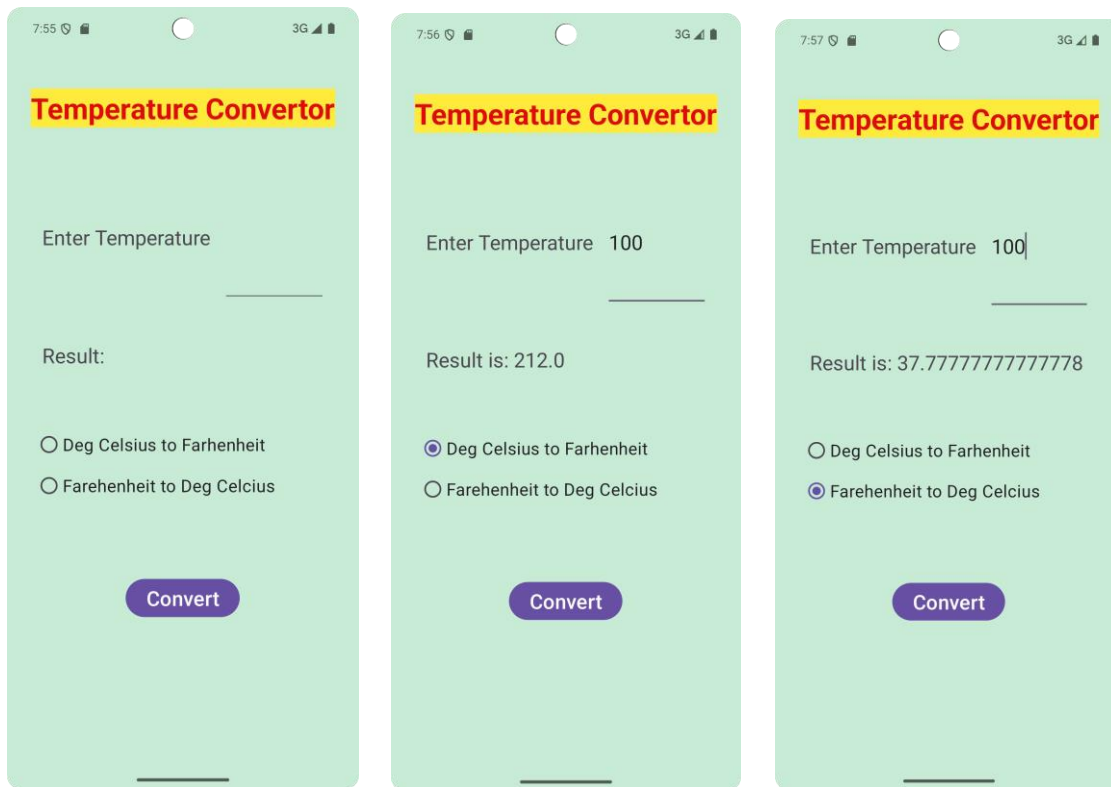 7:55 3G
Temperature Convertor
Enter Temperature
Result:
Deg Celsius to Farhenheit
Farehenheit to Deg Celcius
Convert
7:56 3G
Temperature Convertor
Enter Temperature 100
Result is: 212.0
Deg Celsius to Farhenheit
Farehenheit to Deg Celcius
Convert
7:57 3G
Temperature Convertor
Enter Temperature 100
Result is: 37.77777777777778
Deg Celsius to Farhenheit
Farehenheit to Deg Celcius
Convert